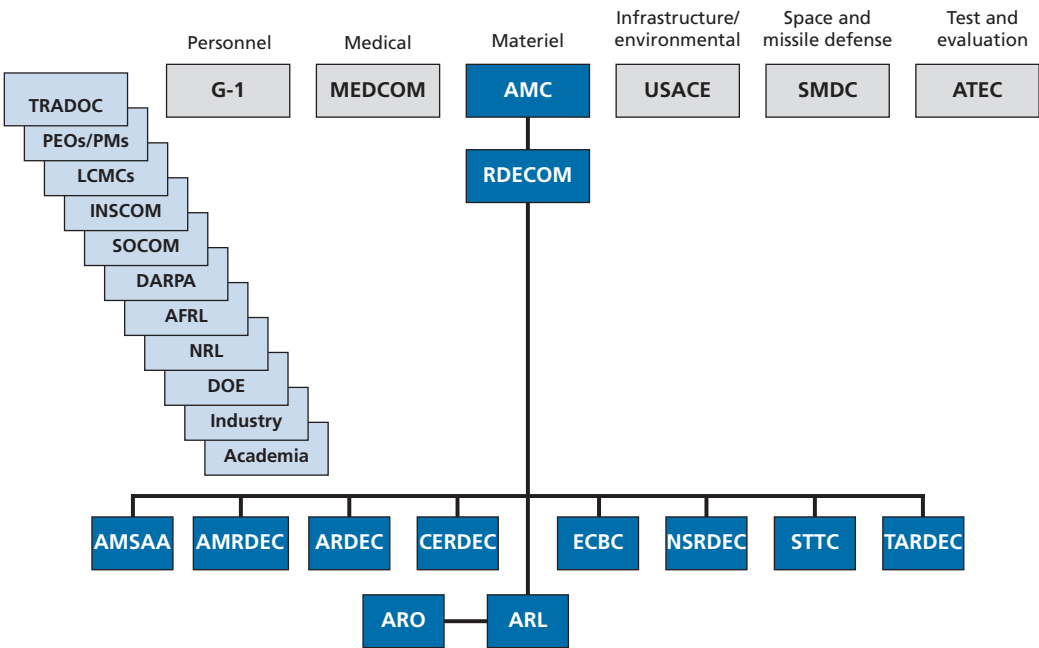 Personnel
Medical
Materiel
Infrastructure/
environmental
Space and
missile defense
Test and
evaluation
G-1
MEDCOM
AMC
USACE
SMDC
ATEC
TRADOC
PEOs/PMs
LCMCs
INSCOM
SOCOM
DARPA
AFRL
NRL
DOE
Industry
Academia
RDECOM
AMSAA
AMRDEC
ARDEC
CERDEC
ECBC
NSRDEC
STTC
TARDEC
ARO
ARL